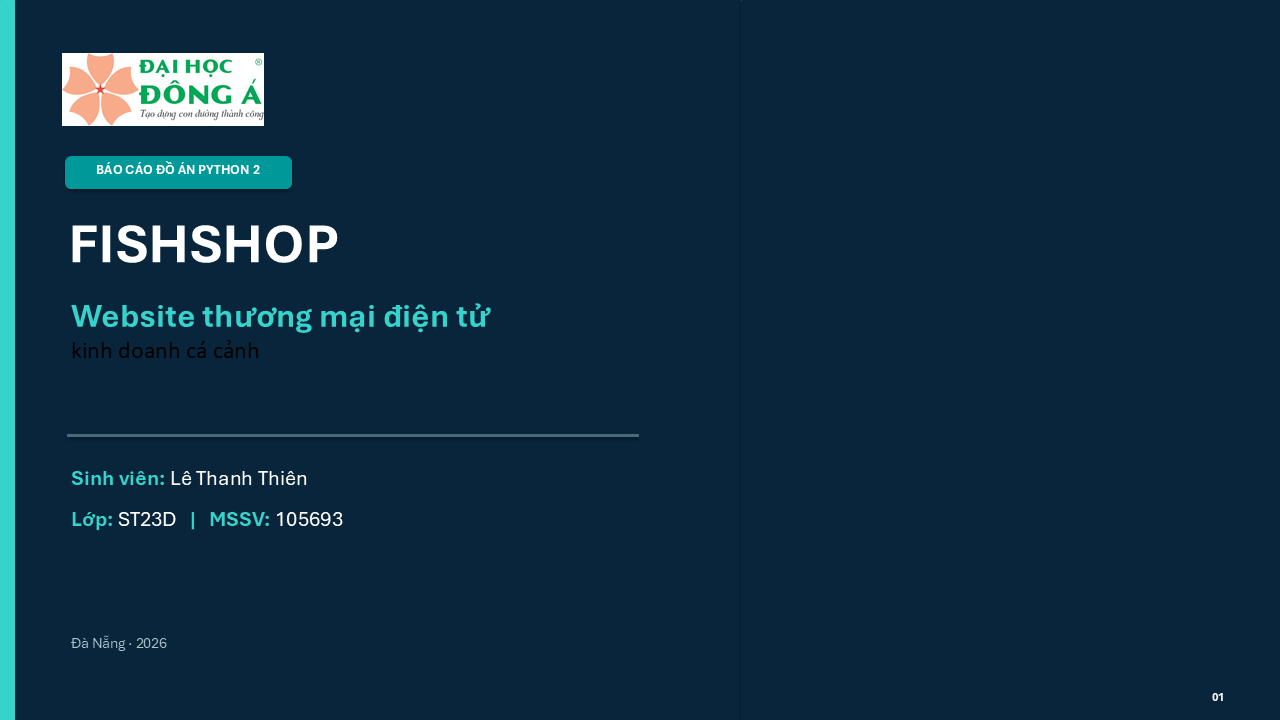 ĐẠI HỌC ®
ĐÔNG Á
Tạo dựng con đường thành công
BÁO CÁO ĐỒ ÁN PYTHON 2
FISHSHOP
Website thương mại điện tử
kinh doanh cá cảnh
Sinh viên: Lê Thanh Thiên
Lớp: ST23D | MSSV: 105693
Đà Nẵng · 2026
01